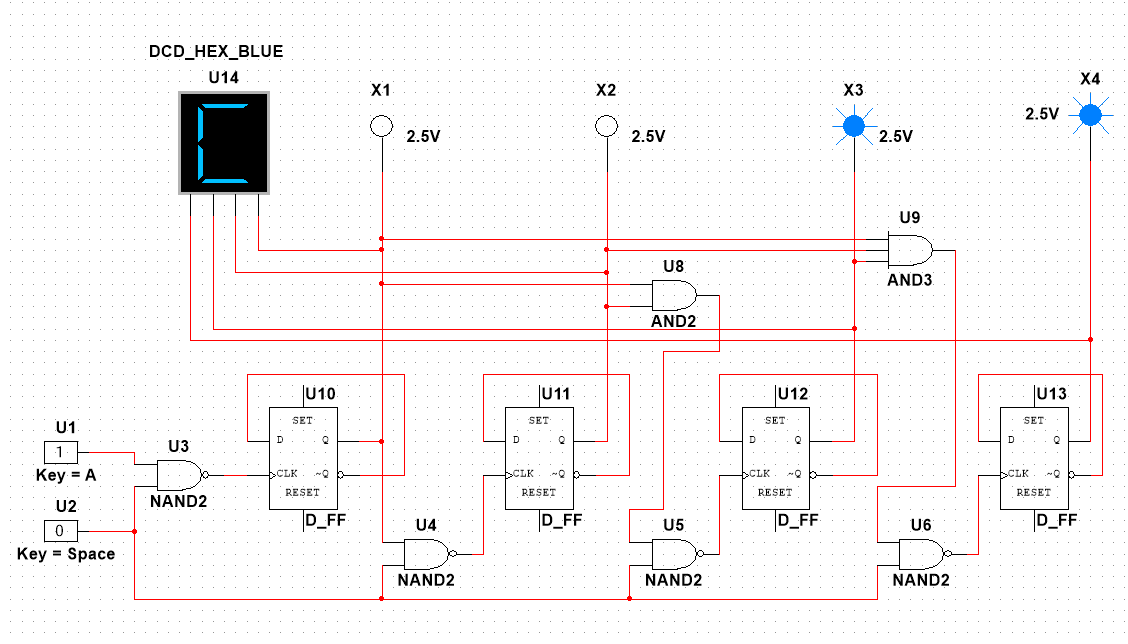 DCD_HEX_BLUE
U14
C
X1
2.5V
X2
2.5V
X3
2.5V
X4
2.5V
U9
AND3
U8
AND2
U10
SET
D Q
CLK ~Q
RESET
D_FF
U11
SET
D Q
CLK ~Q
RESET
D_FF
U12
SET
D Q
CLK ~Q
RESET
D_FF
U13
SET
D Q
CLK ~Q
RESET
D_FF
U1
1
Key = A
U2
0
Key = Space
U3
NAND2
U4
NAND2
U5
NAND2
U6
NAND2